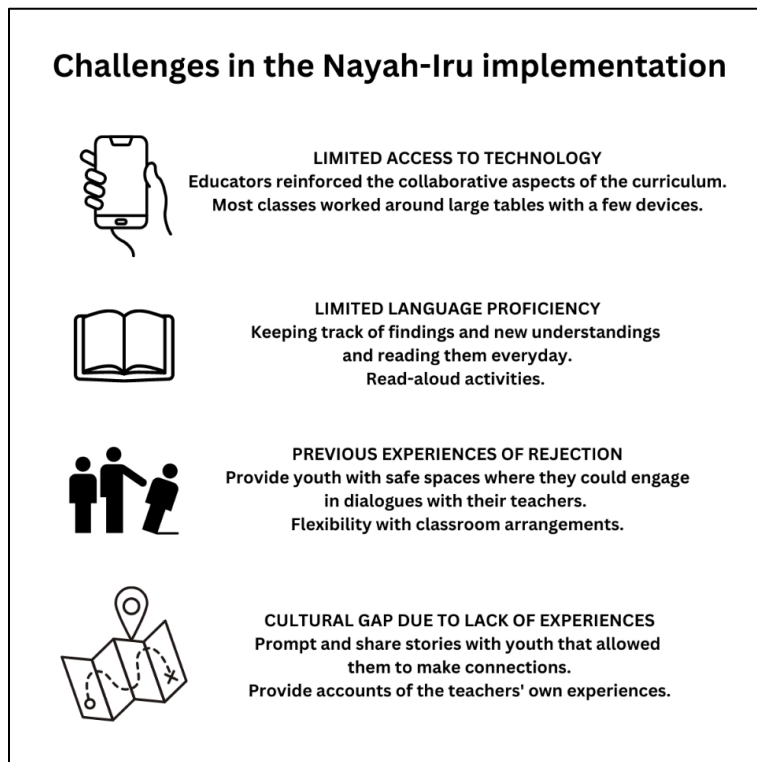 Challenges in the Nayah-Iru implementation
LIMITED ACCESS TO TECHNOLOGY
Educators reinforced the collaborative aspects of the curriculum.
Most classes worked around large tables with a few devices.
LIMITED LANGUAGE PROFICIENCY
Keeping track of findings and new understandings
and reading them everyday.
Read-aloud activities.
PREVIOUS EXPERIENCES OF REJECTION
Provide youth with safe spaces where they could engage
in dialogues with their teachers.
Flexibility with classroom arrangements.
CULTURAL GAP DUE TO LACK OF EXPERIENCES
Prompt and share stories with youth that allowed
them to make connections.
Provide accounts of the teachers' own experiences.